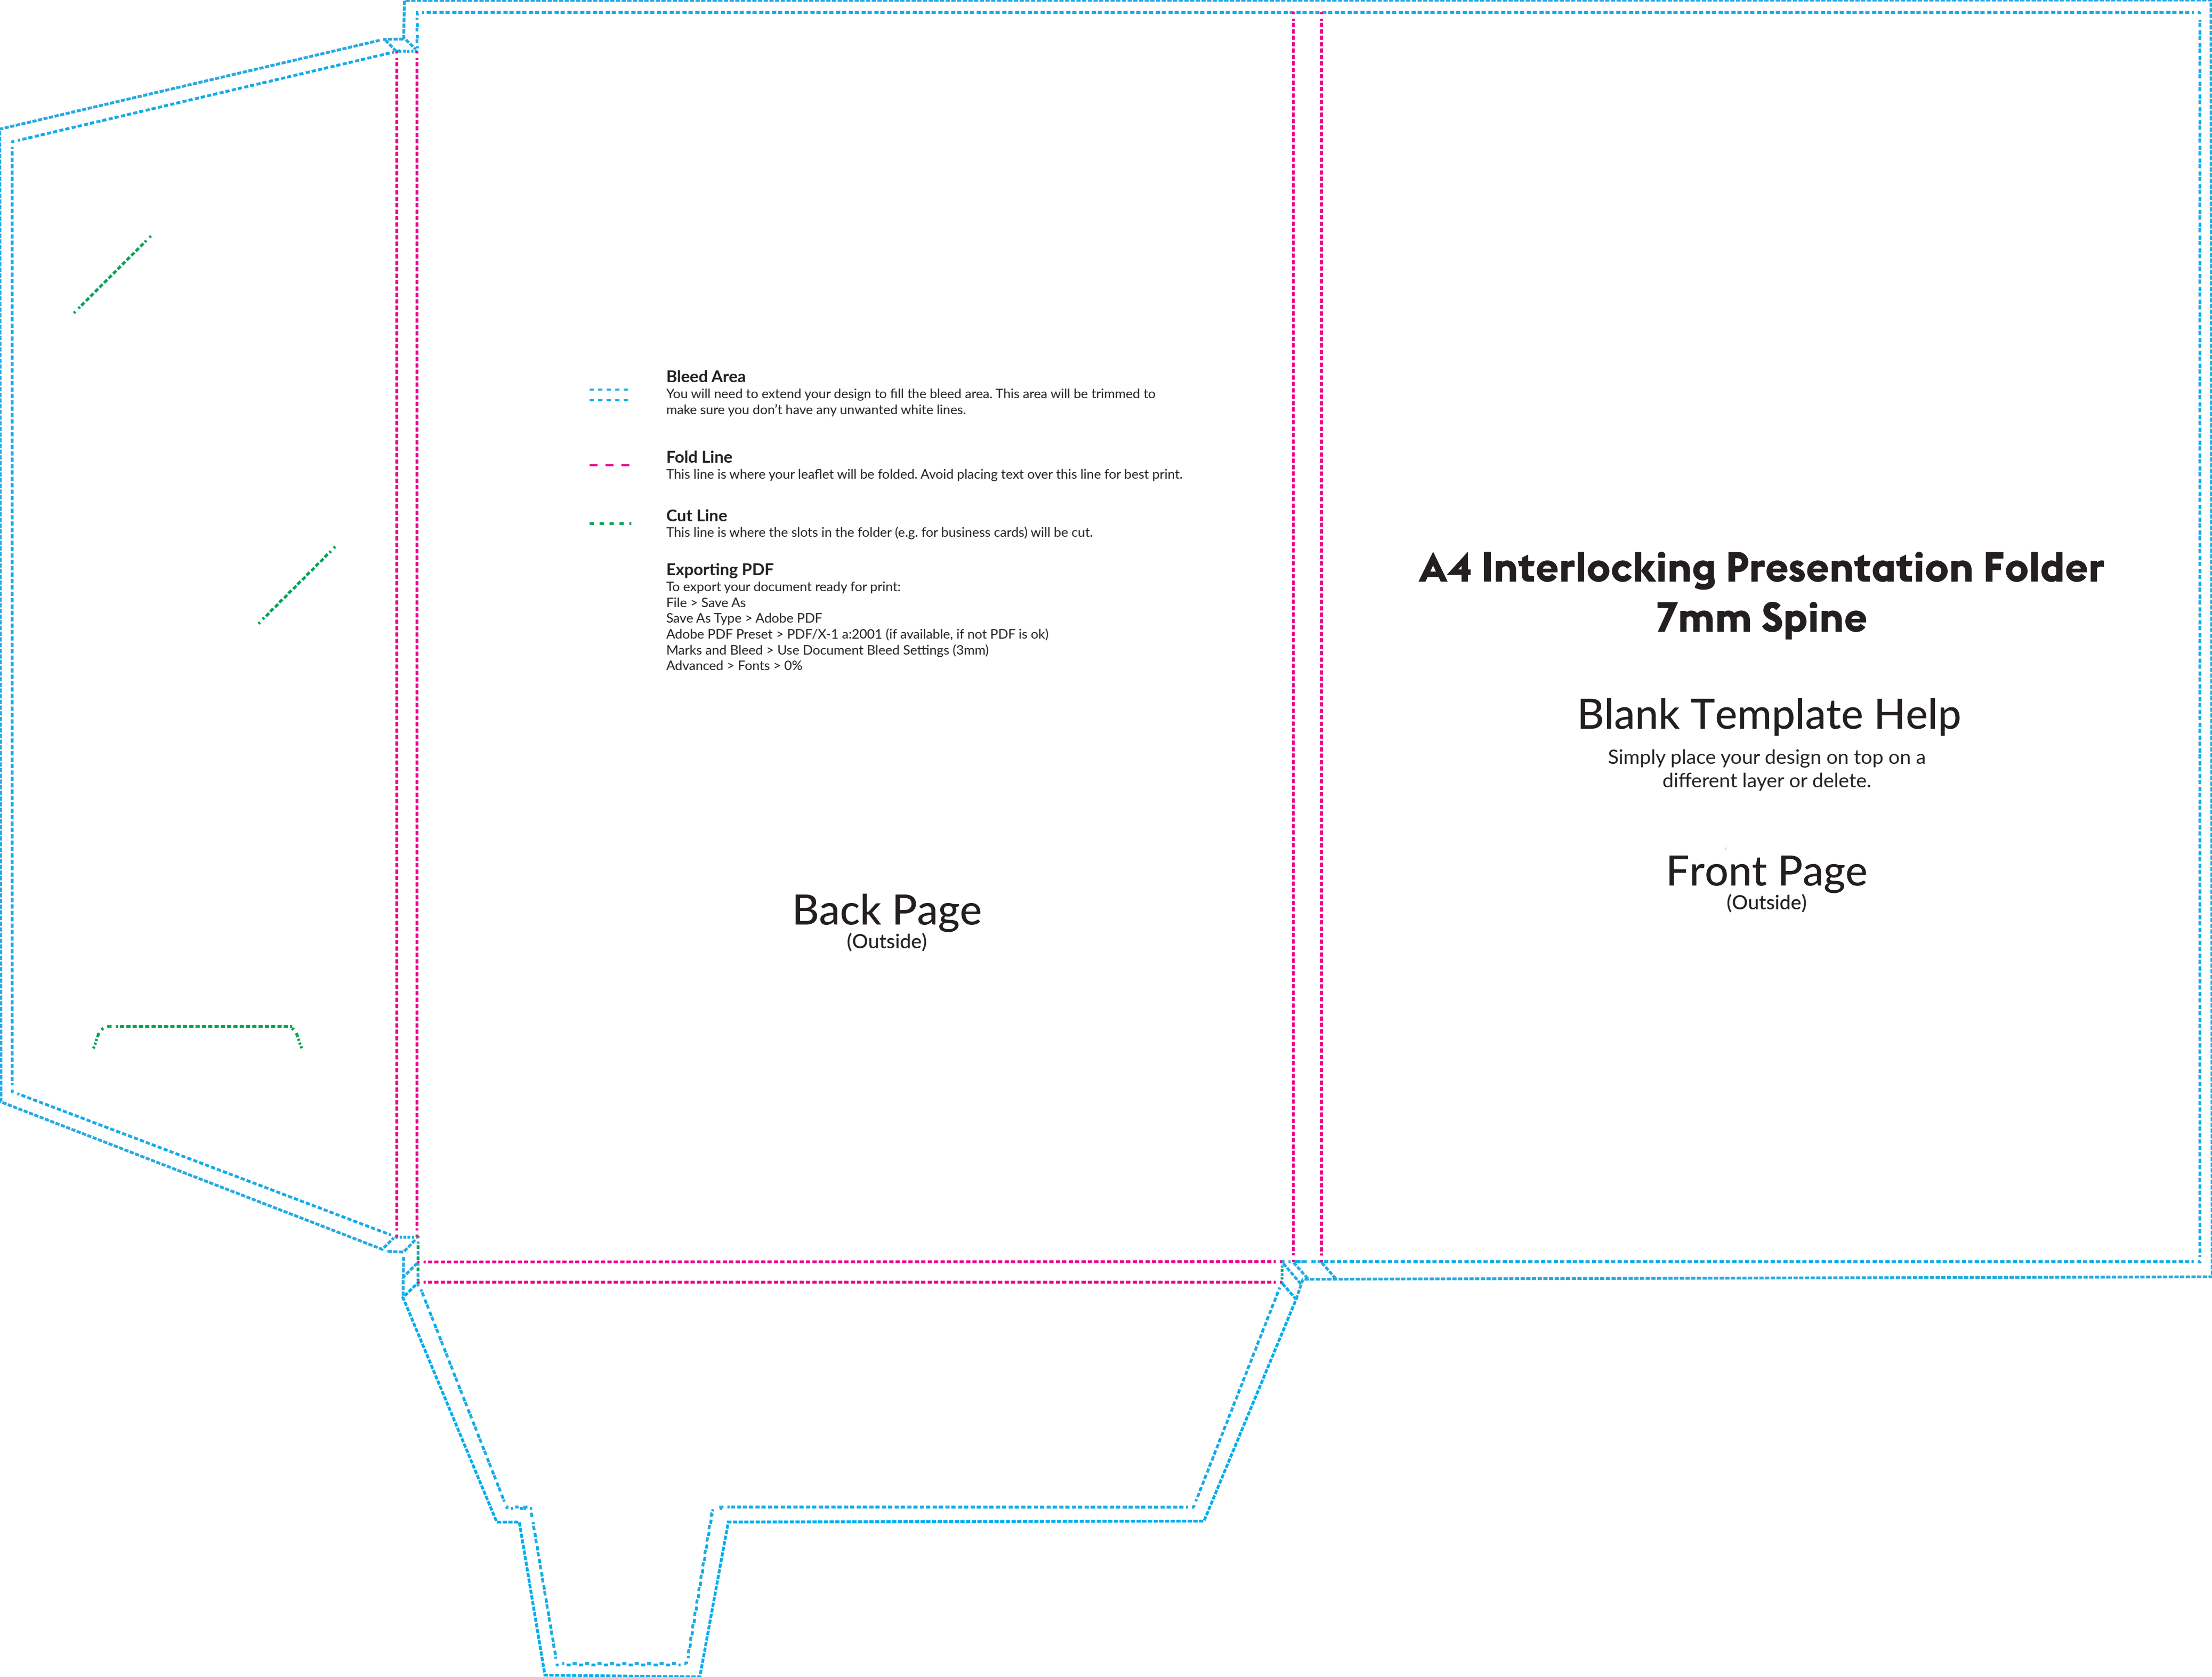 Bleed Area
You will need to extend your design to fill the bleed area. This area will be trimmed to
make sure you don't have any unwanted white lines.
Fold Line
This line is where your leaflet will be folded. Avoid placing text over this line for best print.
Cut Line
This line is where the slots in the folder (e.g. for business cards) will be cut.
Exporting PDF
To export your document ready for print:
File > Save As
Save As Type > Adobe PDF
Adobe PDF Preset > PDF/X-1 a:2001 (if available, if not PDF is ok)
Marks and Bleed > Use Document Bleed Settings (3mm)
Advanced > Fonts > 0%
Back Page
(Outside)
A4 Interlocking Presentation Folder
7mm Spine
Blank Template Help
Simply place your design on top on a
different layer or delete.
Front Page
(Outside)